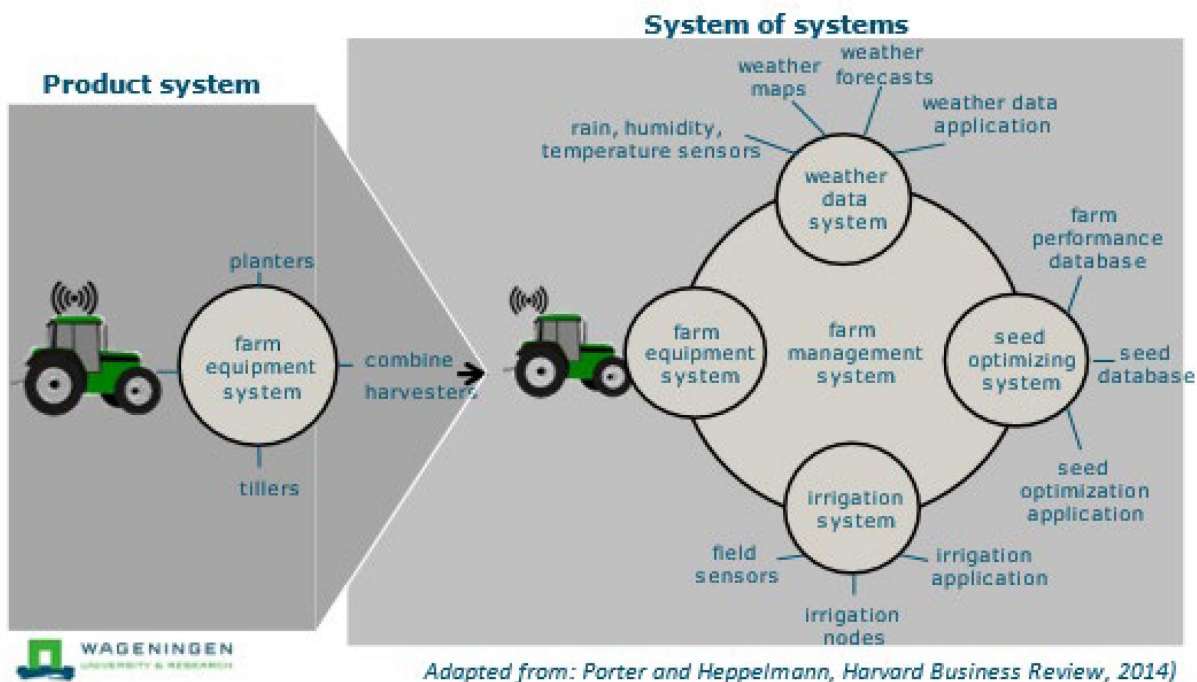 System of systems
Product system
weather
maps
weather
forecasts
weather data
application
rain, humidity,
temperature sensors
weather
data
system
farm
performance
database
planters
farm
equipment
system
combine
harvesters
tillers
farm
equipment
system
farm
management
system
seed
optimizing
system
seed
database
seed
optimization
application
irrigation
system
field
sensors
irrigation
application
irrigation
nodes
WAGENINGEN
UNIVERSITY & RESEARCH
Adapted from: Porter and Heppelmann, Harvard Business Review, 2014)